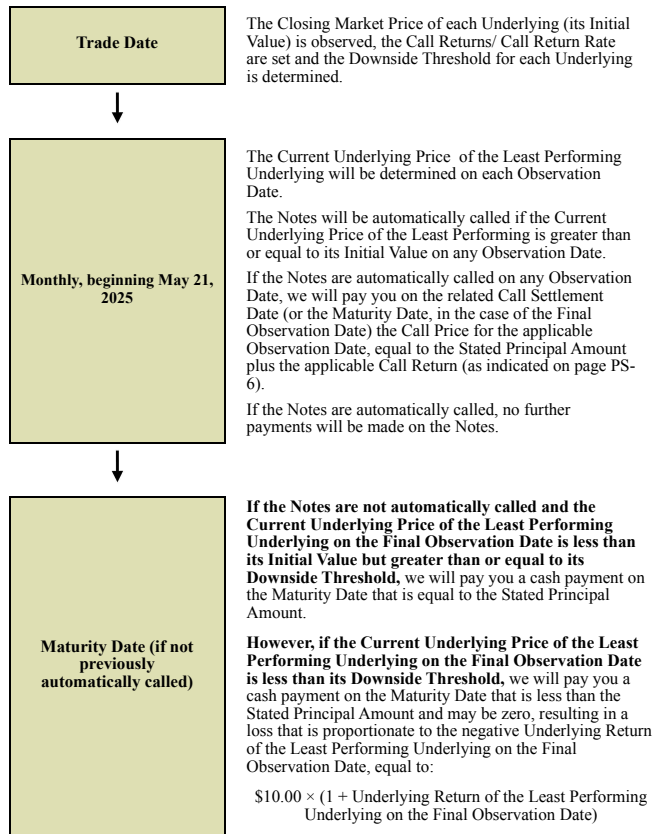 Trade Date
The Closing Market Price of each Underlying (its Initial
Value) is observed, the Call Returns/ Call Return Rate
are set and the Downside Threshold for each Underlying
is determined.
Monthly, beginning May 21,
2025
The Current Underlying Price of the Least Performing
Underlying will be determined on each Observation
Date.
The Notes will be automatically called if the Current
Underlying Price of the Least Performing is greater than
or equal to its Initial Value on any Observation Date.
If the Notes are automatically called on any Observation
Date, we will pay you on the related Call Settlement
Date (or the Maturity Date, in the case of the Final
Observation Date) the Call Price for the applicable
Observation Date, equal to the Stated Principal Amount
plus the applicable Call Return (as indicated on page PS-
6).
If the Notes are automatically called, no further
payments will be made on the Notes.
Maturity Date (if not
previously
automatically called)
If the Notes are not automatically called and the
Current Underlying Price of the Least Performing
Underlying on the Final Observation Date is less than
its Initial Value but greater than or equal to its
Downside Threshold, we will pay you a cash payment on
the Maturity Date that is equal to the Stated Principal
Amount.
However, if the Current Underlying Price of the Least
Performing Underlying on the Final Observation Date
is less than its Downside Threshold, we will pay you a
cash payment on the Maturity Date that is less than the
Stated Principal Amount and may be zero, resulting in a
loss that is proportionate to the negative Underlying Return
of the Least Performing Underlying on the Final
Observation Date, equal to:
$10.00 × (1 + Underlying Return of the Least Performing
Underlying on the Final Observation Date)